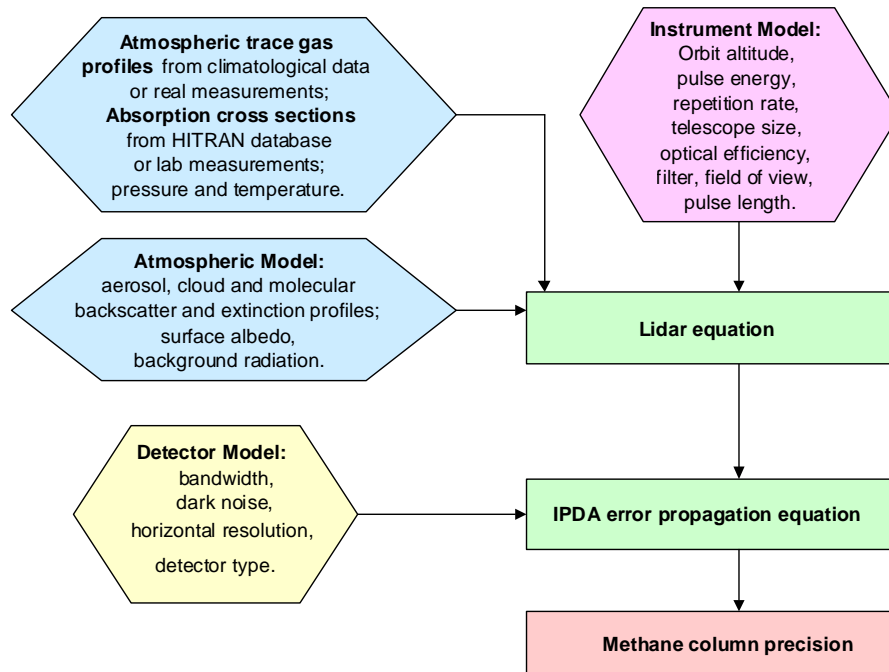 Atmospheric trace gas
profiles from climatological data
or real measurements;
Absorption cross sections
from HITRAN database
or lab measurements;
pressure and temperature.
Instrument Model:
Orbit altitude,
pulse energy,
repetition rate,
telescope size,
optical efficiency,
filter, field of view,
pulse length.
Atmospheric Model:
aerosol, cloud and molecular
backscatter and extinction profiles;
surface albedo,
background radiation.
Lidar equation
Detector Model:
bandwidth,
dark noise,
horizontal resolution,
detector type.
IPDA error propagation equation
Methane column precision